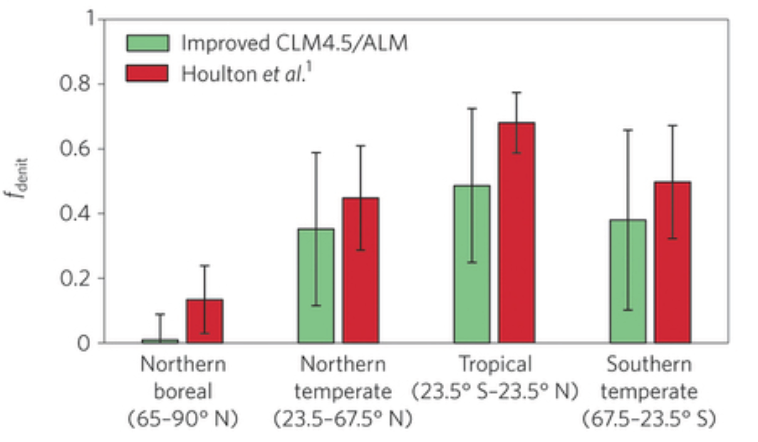 1
0.8
0.6
0.4
0.2
0
f denit
Improved CLM4.5/ALM
Houlton et al.1
Northern boreal (65–90° N)
Northern temperate (23.5–67.5° N)
Tropical (23.5° S–23.5° N)
Southern temperate (67.5–23.5° S)